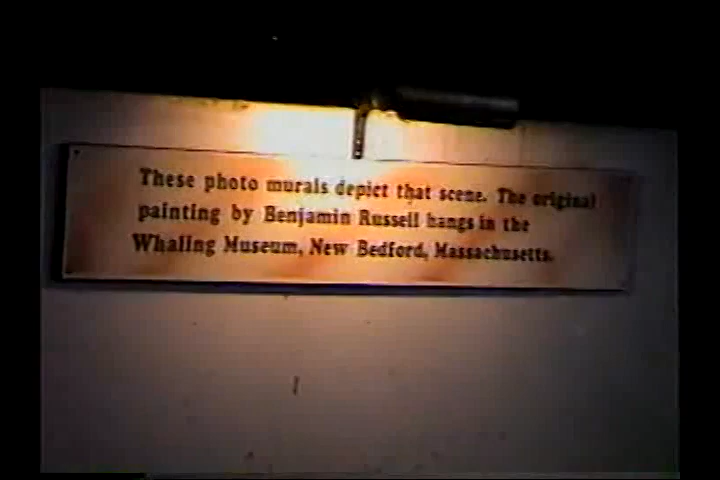 These photo murals depict that scene. The original
painting by Benjamin Russell hangs in the
Whaling Museum, New Bedford, Massachusetts.